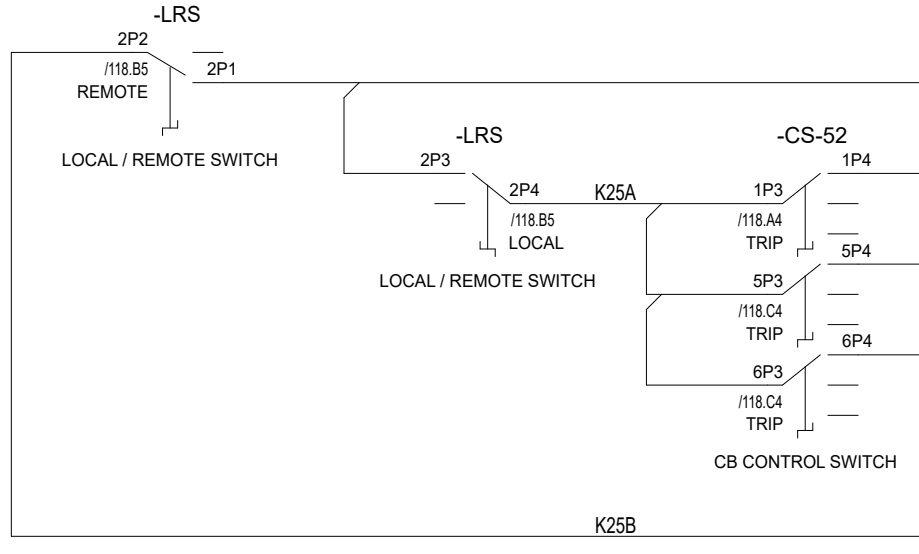 -LRS
2P2
/118.B5
2P1
REMOTE
LOCAL / REMOTE SWITCH
-LRS
-CS-52
2P3
1P4
2P4
K25A
1P3
/118.B5
/118.A4
LOCAL
TRIP
5P4
LOCAL / REMOTE SWITCH
5P3
/118.C4
TRIP
6P4
6P3
/118.C4
TRIP
CB CONTROL SWITCH
K25B